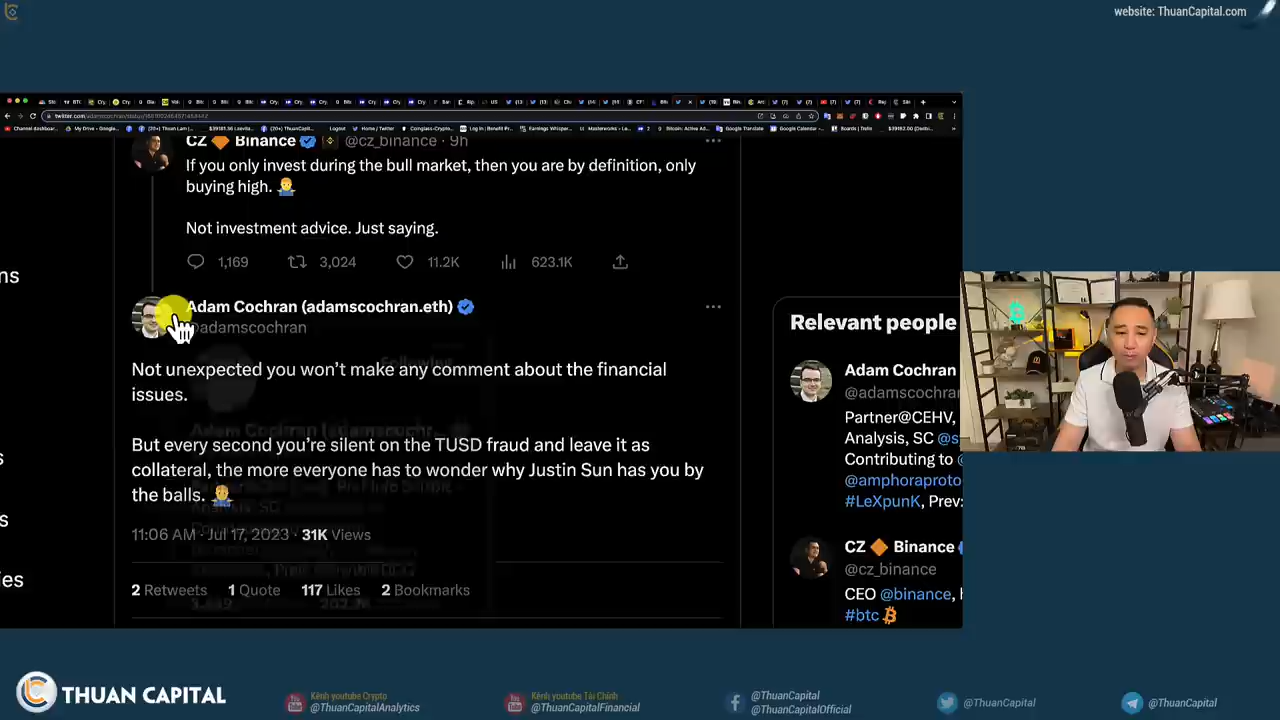 website: ThuanCapital.com
CZ Binance @cz_binance · 9h
If you only invest during the bull market, then you are by definition, only
buying high.
Not investment advice. Just saying.
1,169 3,024 11.2K 623.1K
Adam Cochran (adamscochran.eth)
@adamscochran
Not unexpected you won't make any comment about the financial
issues.
But every second you're silent on the TUSD fraud and leave it as
collateral, the more everyone has to wonder why Justin Sun has you by
the balls.
11:06 AM · Jul 17, 2023 · 31K Views
2 Retweets 1 Quote 117 Likes 2 Bookmarks
ns
s
s
ies
Relevant people
Adam Cochran
@adamscochran
Partner@CEHV,
Analysis, SC @s
Contributing to
@amphoraproto
#LeXpunK, Prev:
CZ Binance
@cz_binance
CEO @binance, h
#btc
THUAN CAPITAL
Kênh youtube Crypto
@ThuanCapitalAnalytics
Kênh youtube Tài Chính
@ThuanCapitalFinancial
@ThuanCapital
@ThuanCapitalOfficial
@ThuanCapital
@ThuanCapital